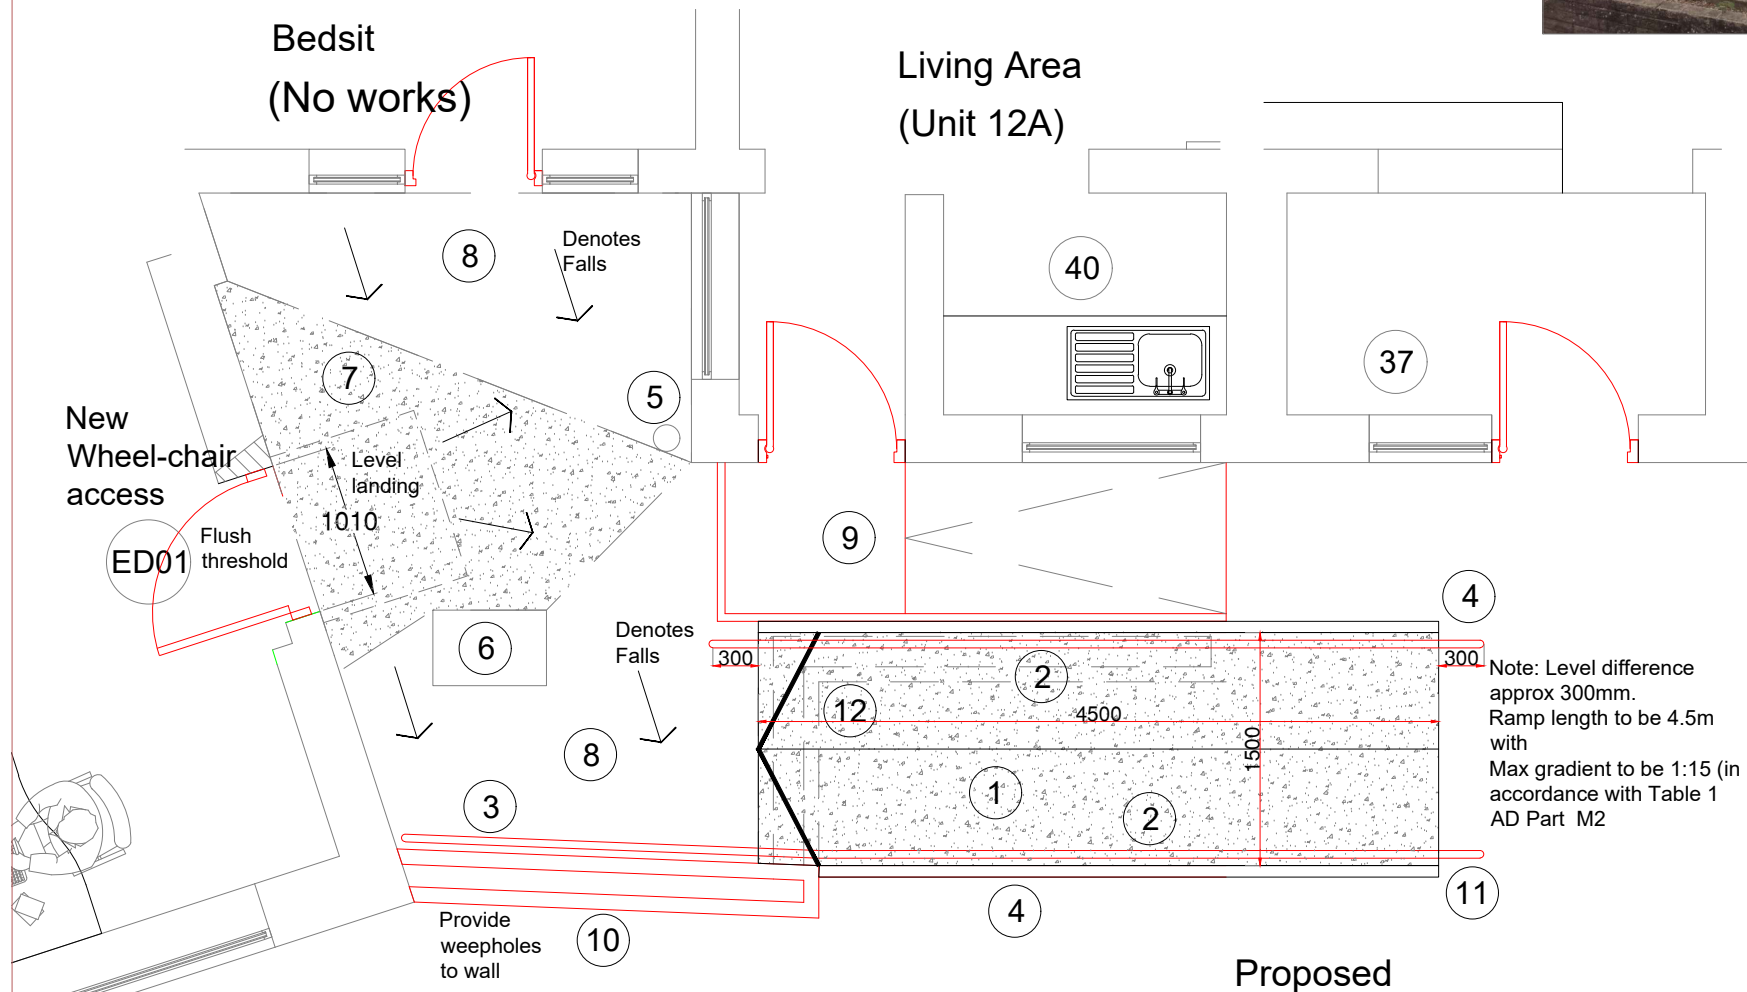 Bedsit
(No works)
Living Area
(Unit 12A)
8
Denotes
Falls
40
7
5
37
New
Wheel-chair
access
Level
landing
1010
ED01
Flush
threshold
9
4
6
Denotes
Falls
300
2
300
12
4500
1500
Note: Level difference
approx 300mm.
Ramp length to be 4.5m
with
Max gradient to be 1:15 (in
accordance with Table 1
AD Part M2
8
3
1
2
11
4
Provide
weepholes
to wall
10
Proposed